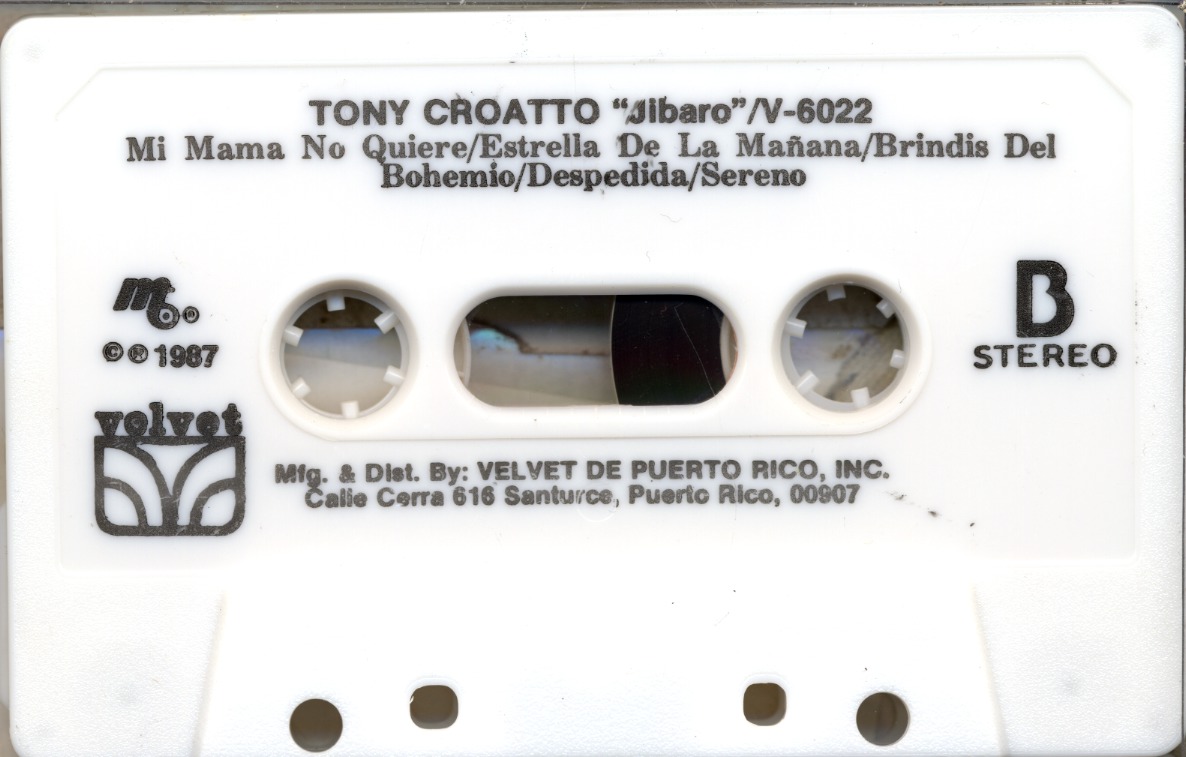 TONY CROATTO “Jibaro”/V-6022
Mi Mama No Quiere/Estrella De La Mañana/Brindis Del
Bohemio/Despedida/Sereno
B
STEREO
© ® 1987
velvet
Mfg. & Dist. By: VELVET DE PUERTO RICO, INC.
Calle Cerra 616 Santurce, Puerto Rico, 00907